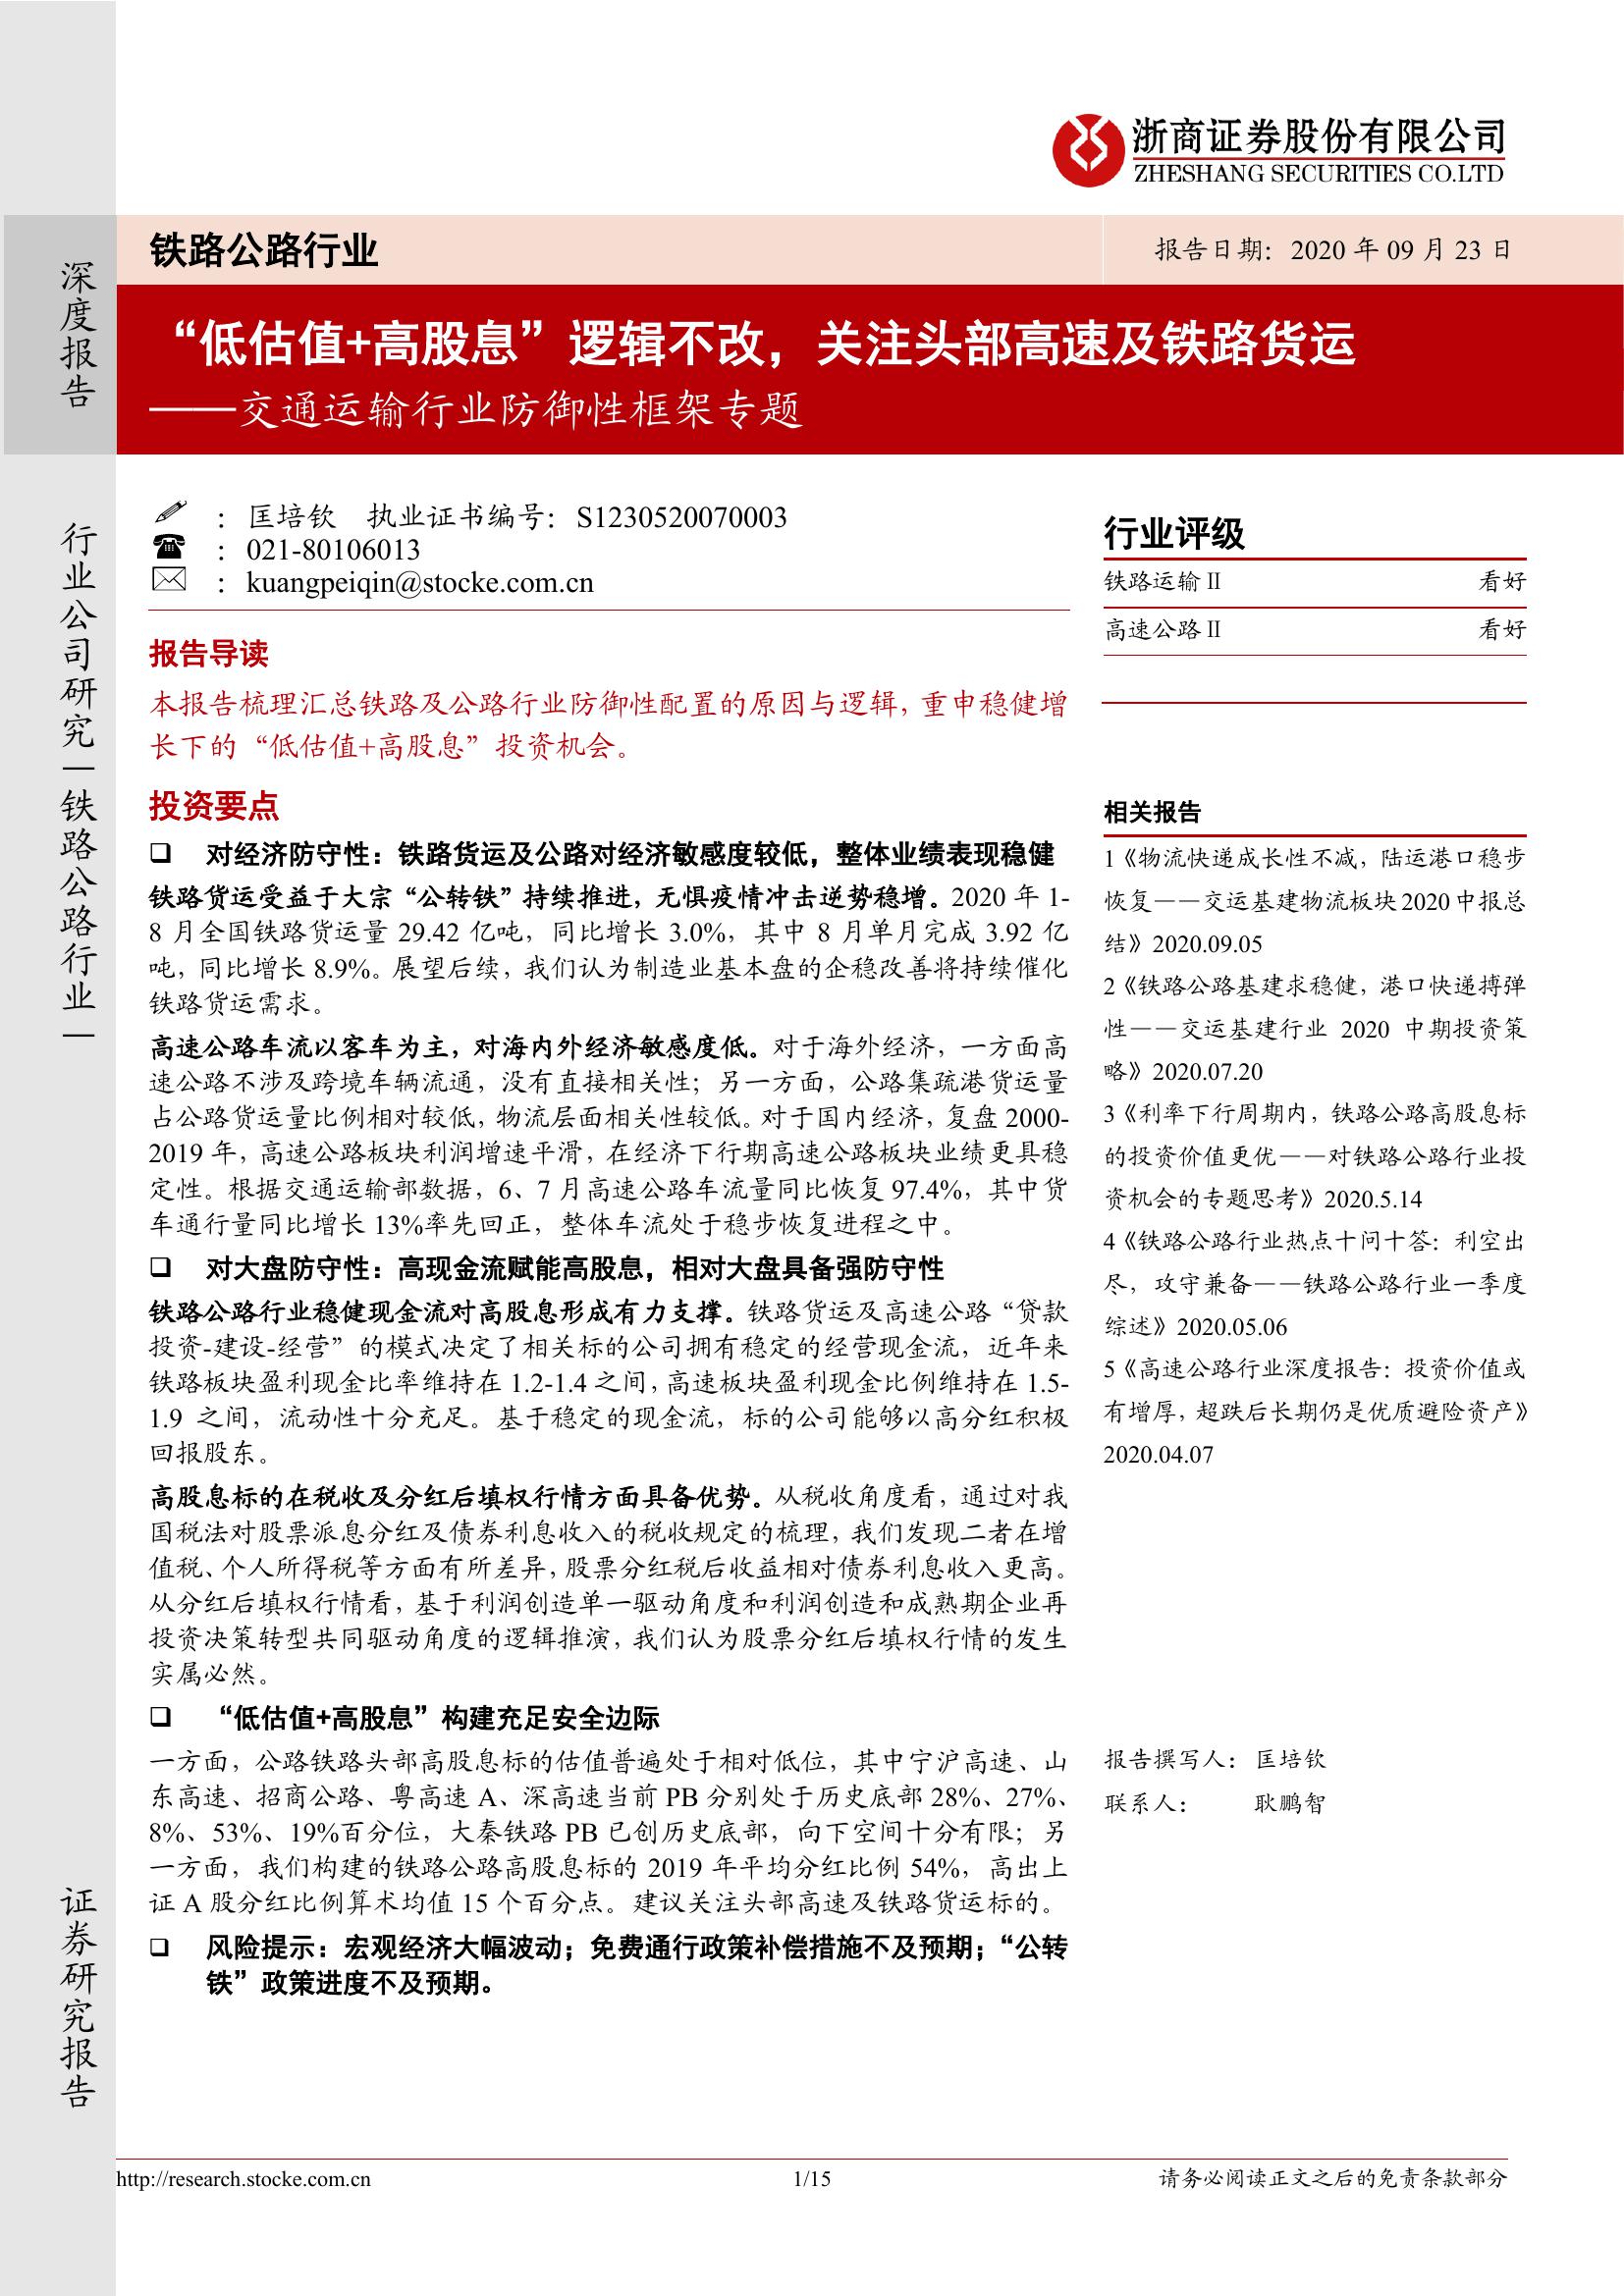 浙商证券股份有限公司
ZHESHANG SECURITIES CO.LTD
深度报告
行业公司研究|铁路公路行业|
证券研究报告
铁路公路行业
报告日期：2020 年 09 月 23 日
“低估值+高股息”逻辑不改，关注头部高速及铁路货运
——交通运输行业防御性框架专题
： 匡培钦 执业证书编号：S1230520070003
： 021-80106013
： kuangpeiqin@stocke.com.cn
报告导读
本报告梳理汇总铁路及公路行业防御性配置的原因与逻辑，重申稳健增
长下的“低估值+高股息”投资机会。
投资要点
❑ 对经济防守性：铁路货运及公路对经济敏感度较低，整体业绩表现稳健
铁路货运受益于大宗“公转铁”持续推进，无惧疫情冲击逆势稳增。2020 年 1-
8 月全国铁路货运量 29.42 亿吨，同比增长 3.0%，其中 8 月单月完成 3.92 亿
吨，同比增长 8.9%。展望后续，我们认为制造业基本盘的企稳改善将持续催化
铁路货运需求。
高速公路车流以客车为主，对海内外经济敏感度低。对于海外经济，一方面高
速公路不涉及跨境车辆流通，没有直接相关性；另一方面，公路集疏港货运量
占公路货运量比例相对较低，物流层面相关性较低。对于国内经济，复盘 2000-
2019 年，高速公路板块利润增速平滑，在经济下行期高速公路板块业绩更具稳
定性。根据交通运输部数据，6、7 月高速公路车流量同比恢复 97.4%，其中货
车通行量同比增长 13%率先回正，整体车流处于稳步恢复进程之中。
❑ 对大盘防守性：高现金流赋能高股息，相对大盘具备强防守性
铁路公路行业稳健现金流对高股息形成有力支撑。铁路货运及高速公路“贷款
投资-建设-经营”的模式决定了相关标的公司拥有稳定的经营现金流，近年来
铁路板块盈利现金比率维持在 1.2-1.4 之间，高速板块盈利现金比例维持在 1.5-
1.9 之间，流动性十分充足。基于稳定的现金流，标的公司能够以高分红积极
回报股东。
高股息标的在税收及分红后填权行情方面具备优势。从税收角度看，通过对我
国税法对股票派息分红及债券利息收入的税收规定的梳理，我们发现二者在增
值税、个人所得税等方面有所差异，股票分红税后收益相对债券利息收入更高。
从分红后填权行情看，基于利润创造单一驱动角度和利润创造和成熟期企业再
投资决策转型共同驱动角度的逻辑推演，我们认为股票分红后填权行情的发生
实属必然。
❑ “低估值+高股息”构建充足安全边际
一方面，公路铁路头部高股息标的估值普遍处于相对低位，其中宁沪高速、山
东高速、招商公路、粤高速 A、深高速当前 PB 分别处于历史底部 28%、27%、
8%、53%、19%百分位，大秦铁路 PB 已创历史底部，向下空间十分有限；另
一方面，我们构建的铁路公路高股息标的 2019 年平均分红比例 54%，高出上
证 A 股分红比例算术均值 15 个百分点。建议关注头部高速及铁路货运标的。
❑ 风险提示：宏观经济大幅波动；免费通行政策补偿措施不及预期；“公转
铁”政策进度不及预期。
行业评级
铁路运输Ⅱ 看好
高速公路Ⅱ 看好
相关报告
1《物流快递成长性不减，陆运港口稳步
恢复——交运基建物流板块2020中报总
结》2020.09.05
2《铁路公路基建求稳健，港口快递搏弹
性——交运基建行业 2020 中期投资策
略》2020.07.20
3《利率下行周期内，铁路公路高股息标
的投资价值更优——对铁路公路行业投
资机会的专题思考》2020.5.14
4《铁路公路行业热点十问十答：利空出
尽，攻守兼备——铁路公路行业一季度
综述》2020.05.06
5《高速公路行业深度报告：投资价值或
有增厚，超跌后长期仍是优质避险资产》
2020.04.07
报告撰写人： 匡培钦
联系人： 耿鹏智
http://research.stocke.com.cn 1/15 请务必阅读正文之后的免责条款部分